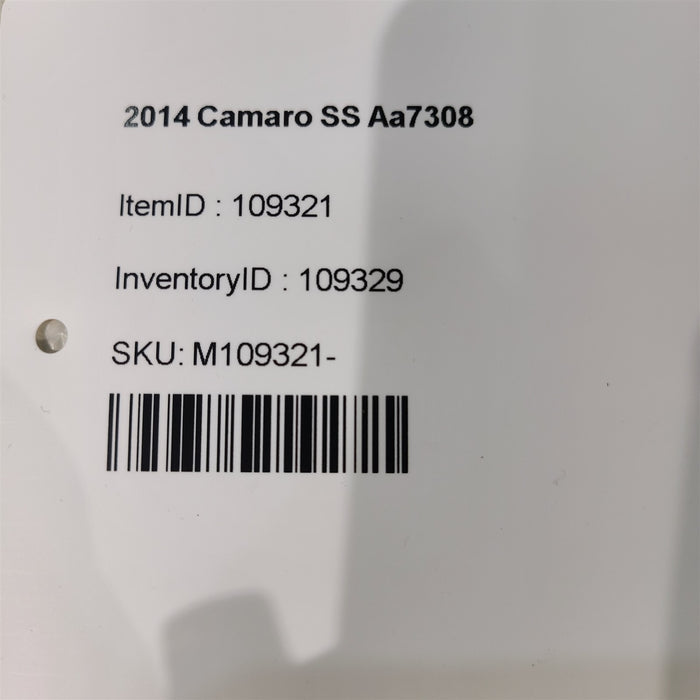 2014 Camaro SS Aa7308
ItemID : 109321
InventoryID : 109329
SKU: M109321-